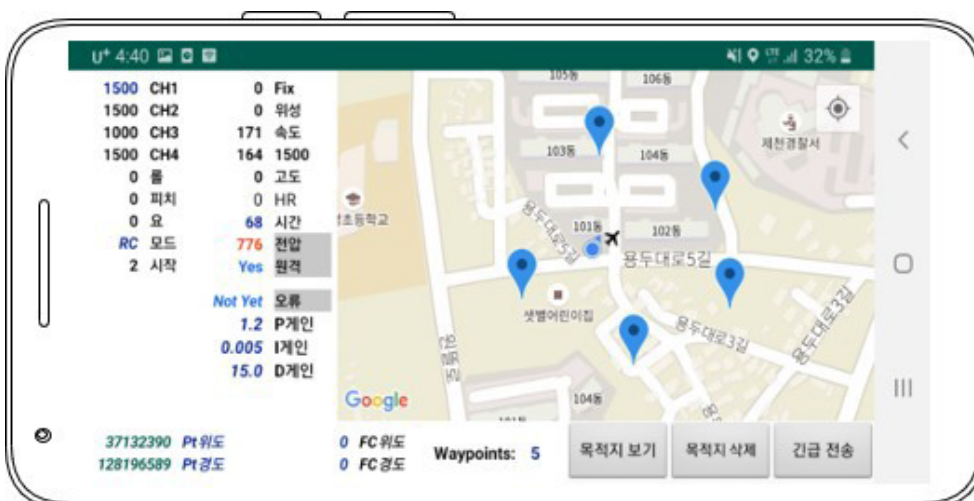 U+ 4:40 32%
1500 CH1 0 Fix
1500 CH2 0 위성
1000 CH3 171 속도
1500 CH4 164 1500
0 롤 0 고도
0 피치 0 HR
0 요 68 시간
RC 모드 776 전압
2 시작 Yes 원격
Not Yet 오류
1.2 P게인
0.005 I게인
15.0 D게인
105동 106동
103동 104동
제천경찰서
초등학교
101동 102동
용두대로5길
용두대로5길
샛별어린이집
용두대로3길
용두대로3길
104동
Google
37132390 Pt위도 0 FC위도
128196589 Pt경도 0 FC경도
Waypoints: 5
목적지 보기 목적지 삭제 긴급 전송